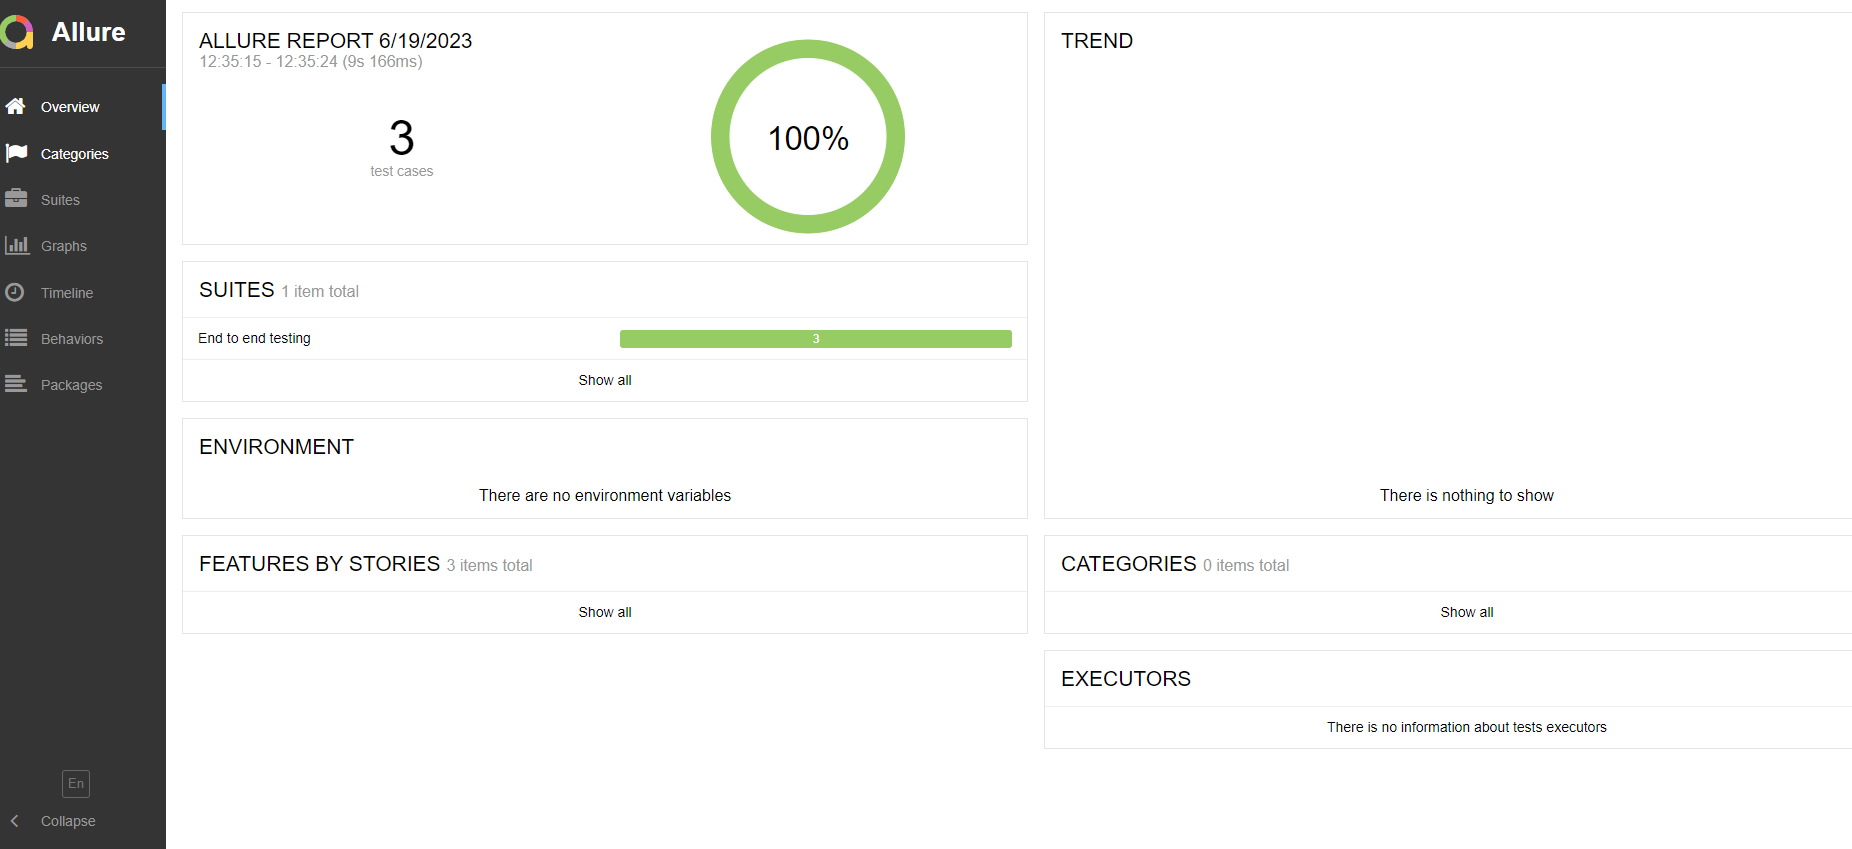 Allure
Overview
Categories
Suites
Graphs
Timeline
Behaviors
Packages
En
Collapse
ALLURE REPORT 6/19/2023
12:35:15 - 12:35:24 (9s 166ms)
3
test cases
100%
SUITES 1 item total
End to end testing
3
Show all
ENVIRONMENT
There are no environment variables
FEATURES BY STORIES 3 items total
Show all
TREND
There is nothing to show
CATEGORIES 0 items total
Show all
EXECUTORS
There is no information about tests executors